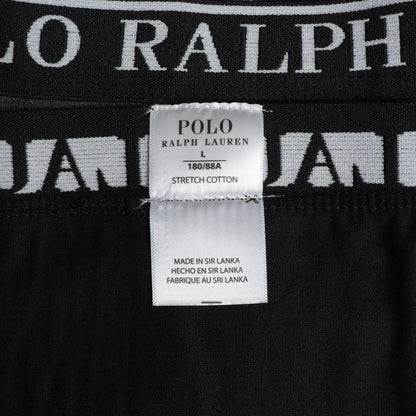 LO RALPH
POLO
RALPH LAUREN
L
180/88A
STRETCH COTTON
MADE IN SIR LANKA
HECHO EN SIR LANKA
FABRIQUE AU SRI LANKA